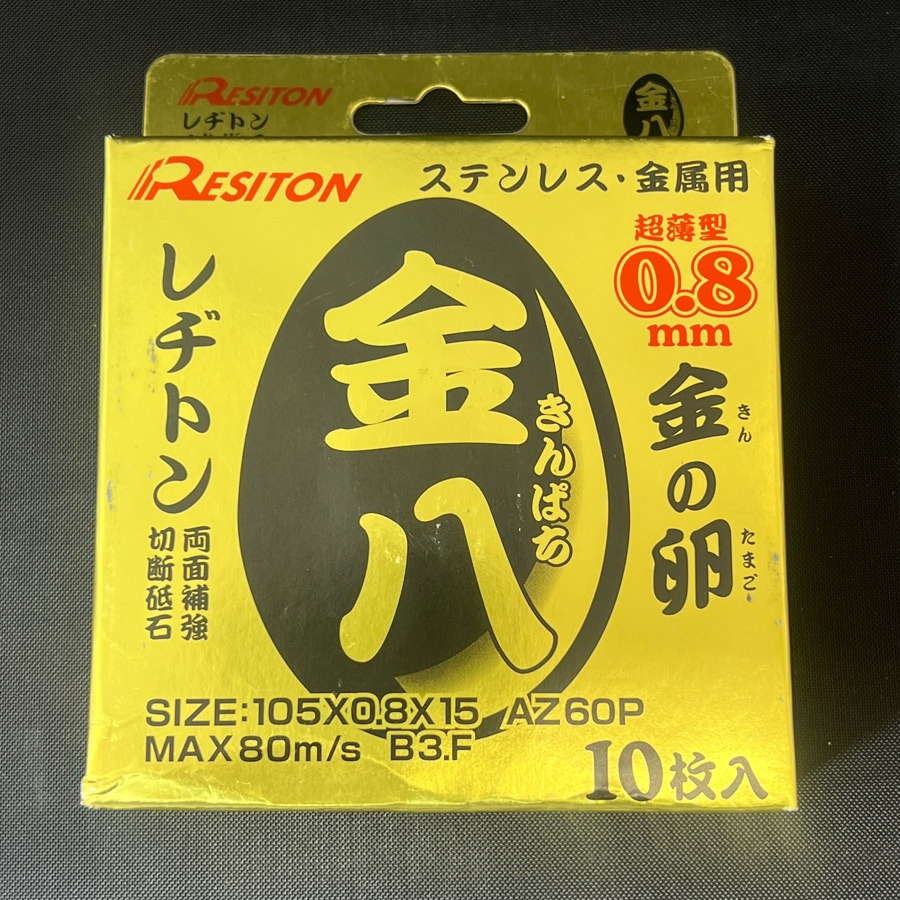 RESITON
レヂトン
金八
RESITON
ステンレス・金属用
超薄型
0.8
mm
金の卵
きん
たまご
金八
きんぱち
レヂトン
両面補強
切断砥石
SIZE:105X0.8X15 AZ60P
MAX80m/s B3.F
10枚入